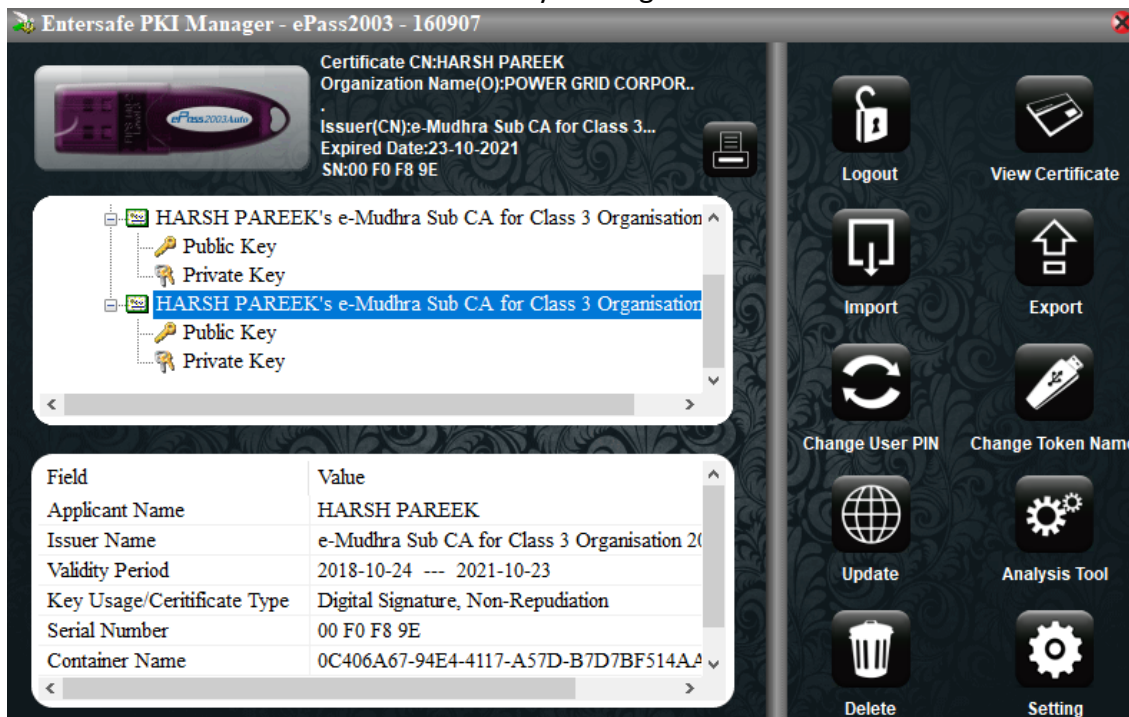 Entersafe PKI Manager - ePass2003 - 160907
Certificate CN:HARSH PAREEK
Organization Name(O):POWER GRID CORPOR..
.
Issuer(CN):e-Mudhra Sub CA for Class 3...
Expired Date:23-10-2021
SN:00 F0 F8 9E
ePass2003Auto
HARSH PAREEK's e-Mudhra Sub CA for Class 3 Organisation
Public Key
Private Key
HARSH PAREEK's e-Mudhra Sub CA for Class 3 Organisation
Public Key
Private Key
Field Value
Applicant Name HARSH PAREEK
Issuer Name e-Mudhra Sub CA for Class 3 Organisation 20
Validity Period 2018-10-24 --- 2021-10-23
Key Usage/Ceritificate Type Digital Signature, Non-Repudiation
Serial Number 00 F0 F8 9E
Container Name 0C406A67-94E4-4117-A57D-B7D7BF514AA
Logout View Certificate
Import Export
Change User PIN Change Token Name
Update Analysis Tool
Delete Setting